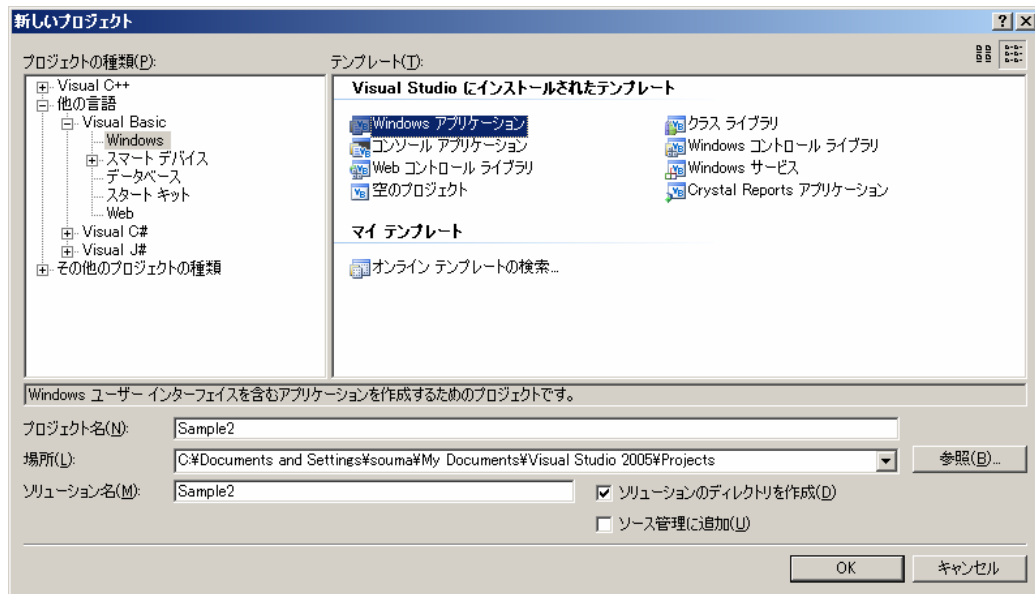 新しいプロジェクト
プロジェクトの種類(P):
テンプレート(T):
Visual C++
他の言語
Visual Basic
Windows
スマート デバイス
データベース
スタート キット
Web
Visual C#
Visual J#
その他のプロジェクトの種類
Visual Studio にインストールされたテンプレート
Windows アプリケーション
クラス ライブラリ
コンソール アプリケーション
Windows コントロール ライブラリ
Web コントロール ライブラリ
Windows サービス
空のプロジェクト
Crystal Reports アプリケーション
マイ テンプレート
オンライン テンプレートの検索...
Windows ユーザー インターフェイスを含むアプリケーションを作成するためのプロジェクトです。
プロジェクト名(N):
Sample2
場所(L):
C:¥Documents and Settings¥souma¥My Documents¥Visual Studio 2005¥Projects
参照(B)...
ソリューション名(M):
Sample2
ソリューションのディレクトリを作成(D)
ソース管理に追加(U)
OK
キャンセル